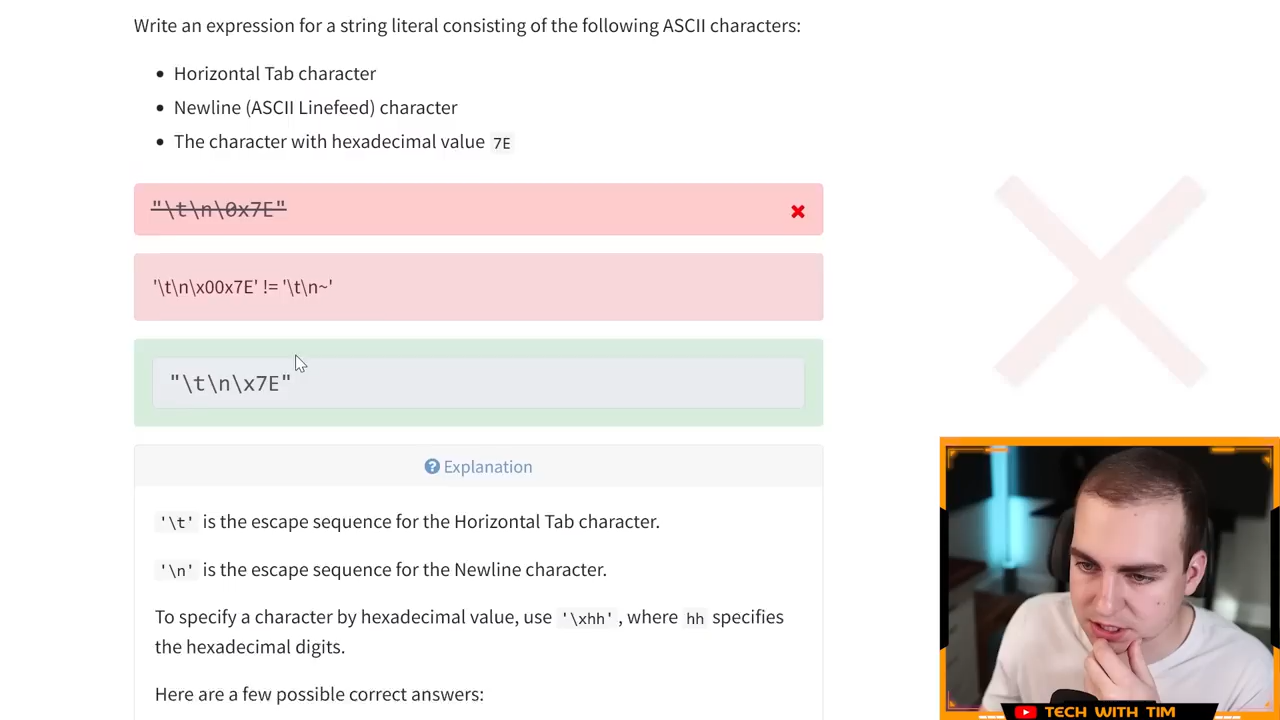 Write an expression for a string literal consisting of the following ASCII characters:
Horizontal Tab character
Newline (ASCII Linefeed) character
The character with hexadecimal value 7E
"\t\n\0x7E"
'\t\n\x00x7E' != '\t\n~'
"\t\n\x7E"
Explanation
'\t' is the escape sequence for the Horizontal Tab character.
'\n' is the escape sequence for the Newline character.
To specify a character by hexadecimal value, use '\xhh', where hh specifies
the hexadecimal digits.
Here are a few possible correct answers:
TECH WITH TIM